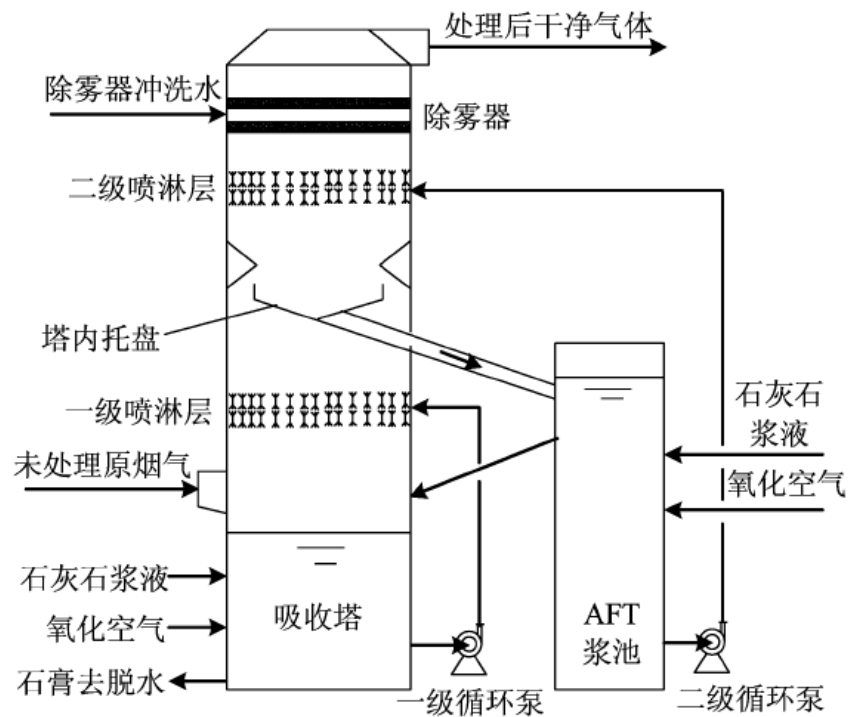 处理后干净气体
除雾器冲洗水
除雾器
二级喷淋层
塔内托盘
一级喷淋层
石灰石
浆液
未处理原烟气
氧化空气
石灰石浆液
吸收塔
AFT
浆池
氧化空气
石膏去脱水
一级循环泵
二级循环泵